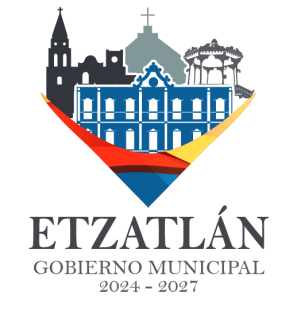 ETZATLÁN
GOBIERNO MUNICIPAL
2024 - 2027